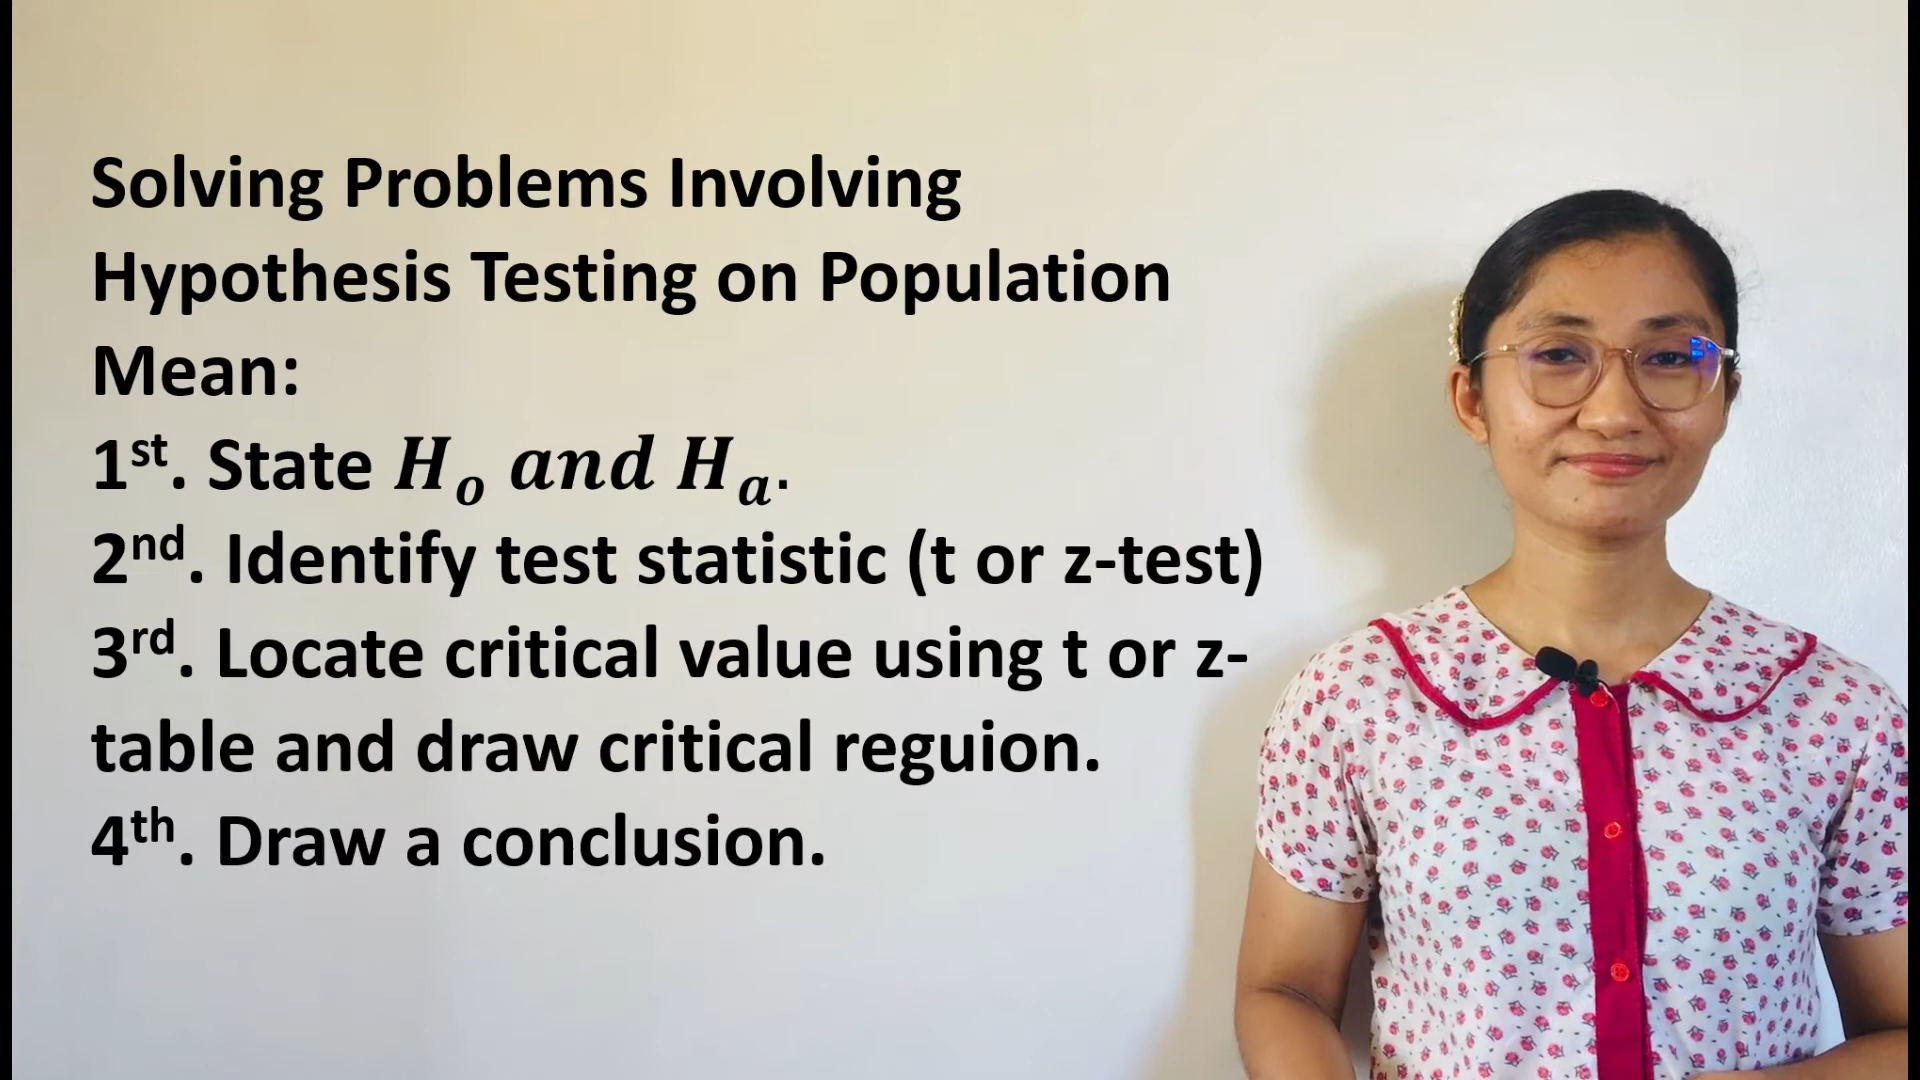 Solving Problems Involving
Hypothesis Testing on Population
Mean:
1st. State Ho and Ha.
2nd. Identify test statistic (t or z-test)
3rd. Locate critical value using t or z-
table and draw critical reguion.
4th. Draw a conclusion.